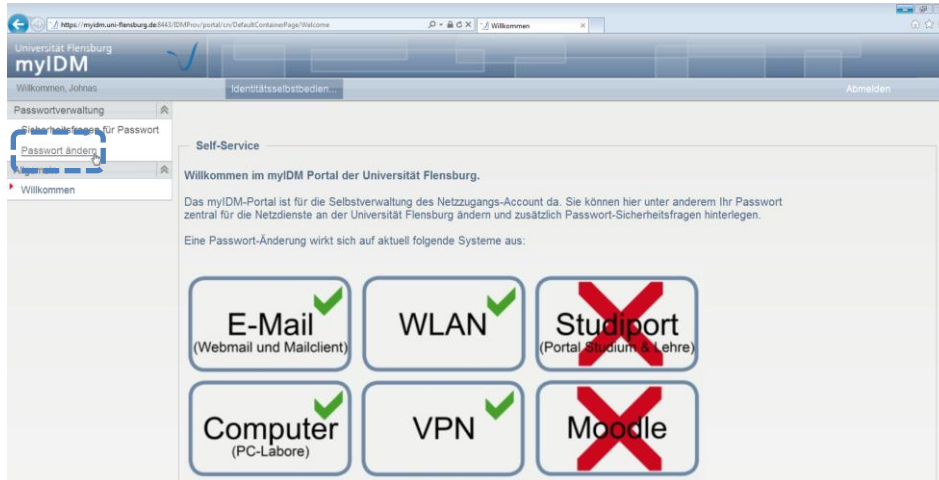 https://myidm.uni-flensburg.de:8443/IDMProv/portal/cn/DefaultContainerPage/Welcome
Willkommen
Universität Flensburg
myIDM
Willkommen, Johnas
Identitätsselbstbedien...
Abmelden
Passwortverwaltung
Sicherheitsfragen für Passwort
Passwort ändern
Allgemein
Willkommen
Self-Service
Willkommen im myIDM Portal der Universität Flensburg.
Das myIDM-Portal ist für die Selbstverwaltung des Netzzugangs-Account da. Sie können hier unter anderem Ihr Passwort
zentral für die Netzdienste an der Universität Flensburg ändern und zusätzlich Passwort-Sicherheitsfragen hinterlegen.
Eine Passwort-Änderung wirkt sich auf aktuell folgende Systeme aus:
E-Mail
(Webmail und Mailclient)
WLAN
Studiport
(Portal Studium & Lehre)
Computer
(PC-Labore)
VPN
Moodle